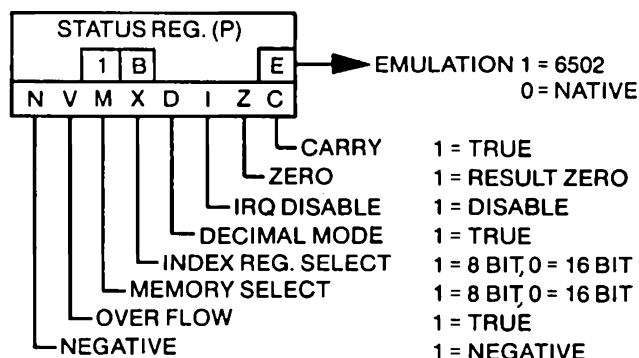 STATUS REG. (P)
1 B E
EMULATION 1 = 6502
0 = NATIVE
N V M X D I Z C
CARRY 1 = TRUE
ZERO 1 = RESULT ZERO
IRQ DISABLE 1 = DISABLE
DECIMAL MODE 1 = TRUE
INDEX REG. SELECT 1 = 8 BIT, 0 = 16 BIT
MEMORY SELECT 1 = 8 BIT, 0 = 16 BIT
OVER FLOW 1 = TRUE
NEGATIVE 1 = NEGATIVE